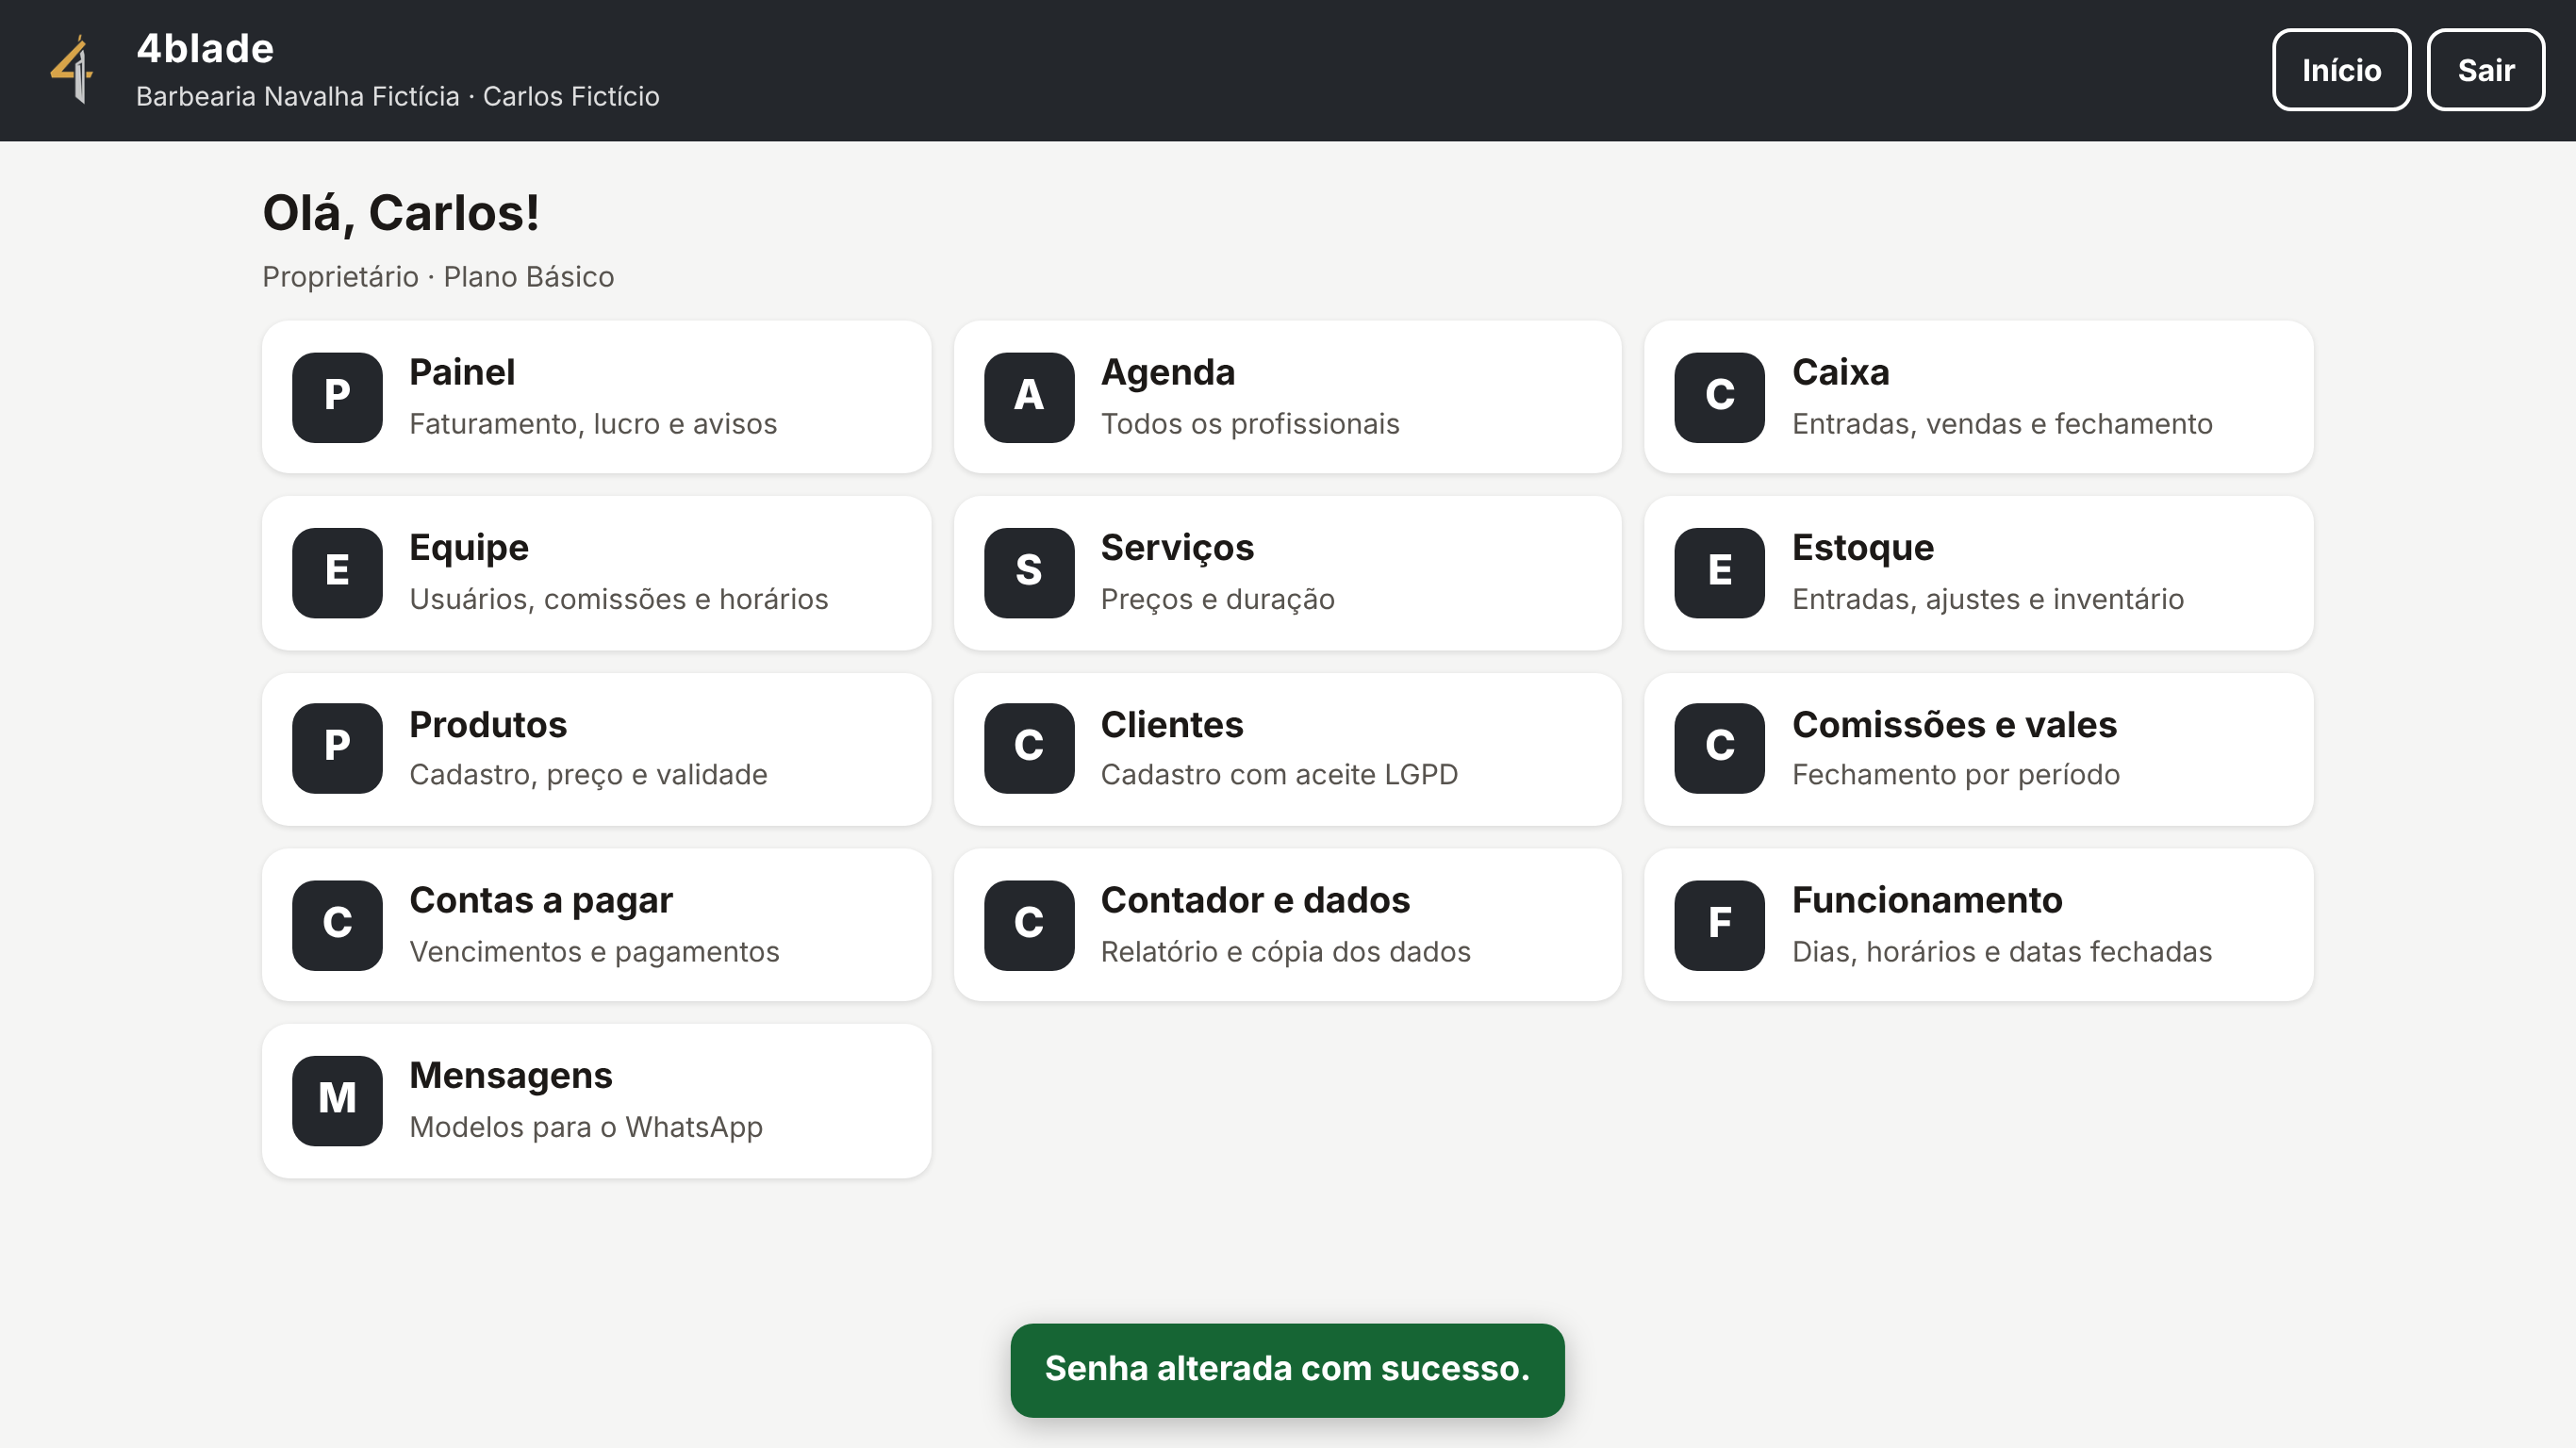 4
4blade
Barbearia Navalha Fictícia · Carlos Fictício
Início
Sair
Olá, Carlos!
Proprietário · Plano Básico
P
Painel
Faturamento, lucro e avisos
A
Agenda
Todos os profissionais
C
Caixa
Entradas, vendas e fechamento
E
Equipe
Usuários, comissões e horários
S
Serviços
Preços e duração
E
Estoque
Entradas, ajustes e inventário
P
Produtos
Cadastro, preço e validade
C
Clientes
Cadastro com aceite LGPD
C
Comissões e vales
Fechamento por período
C
Contas a pagar
Vencimentos e pagamentos
C
Contador e dados
Relatório e cópia dos dados
F
Funcionamento
Dias, horários e datas fechadas
M
Mensagens
Modelos para o WhatsApp
Senha alterada com sucesso.